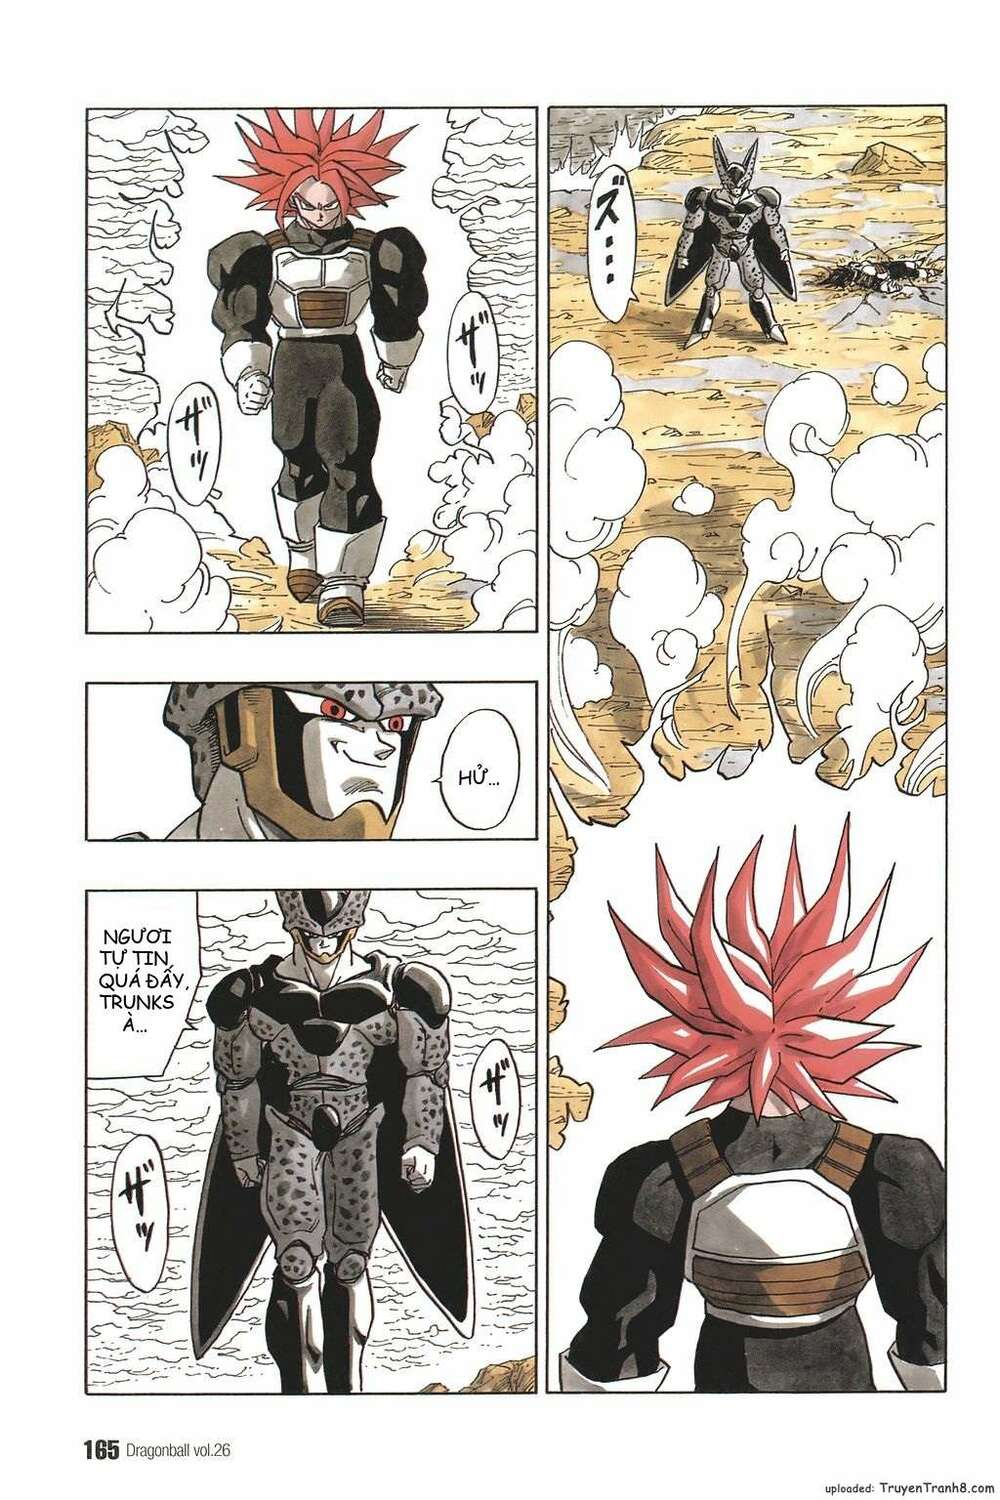 ズ・・・・
ザッ
ザッ
HỬ...
NGƯƠI
TỰ TIN
QUÁ ĐẤY,
TRUNKS
À...
ザッ
ザッ
165 Dragonball vol.26
uploaded: TruyenTranh8.com